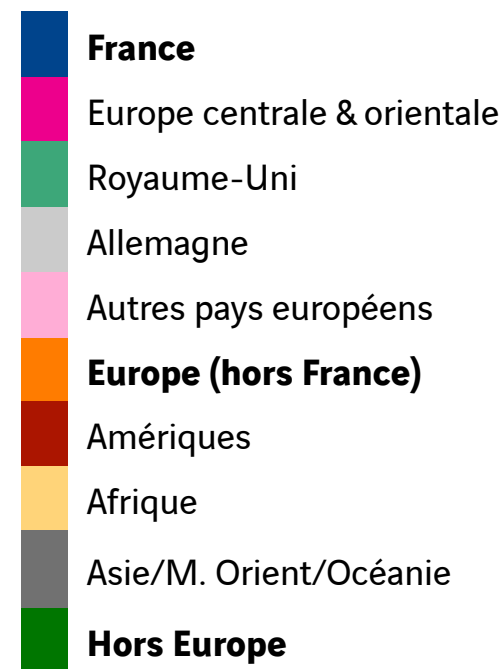 France
Europe centrale & orientale
Royaume-Uni
Allemagne
Autres pays européens
Europe (hors France)
Amériques
Afrique
Asie/M. Orient/Océanie
Hors Europe